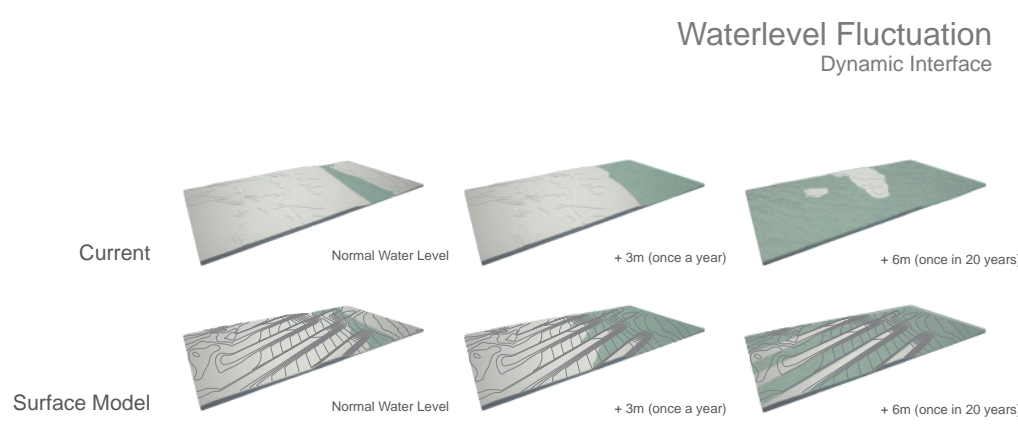 Waterlevel Fluctuation
Dynamic Interface
Current
Normal Water Level
+ 3m (once a year)
+ 6m (once in 20 years)
Surface Model
Normal Water Level
+ 3m (once a year)
+ 6m (once in 20 years)